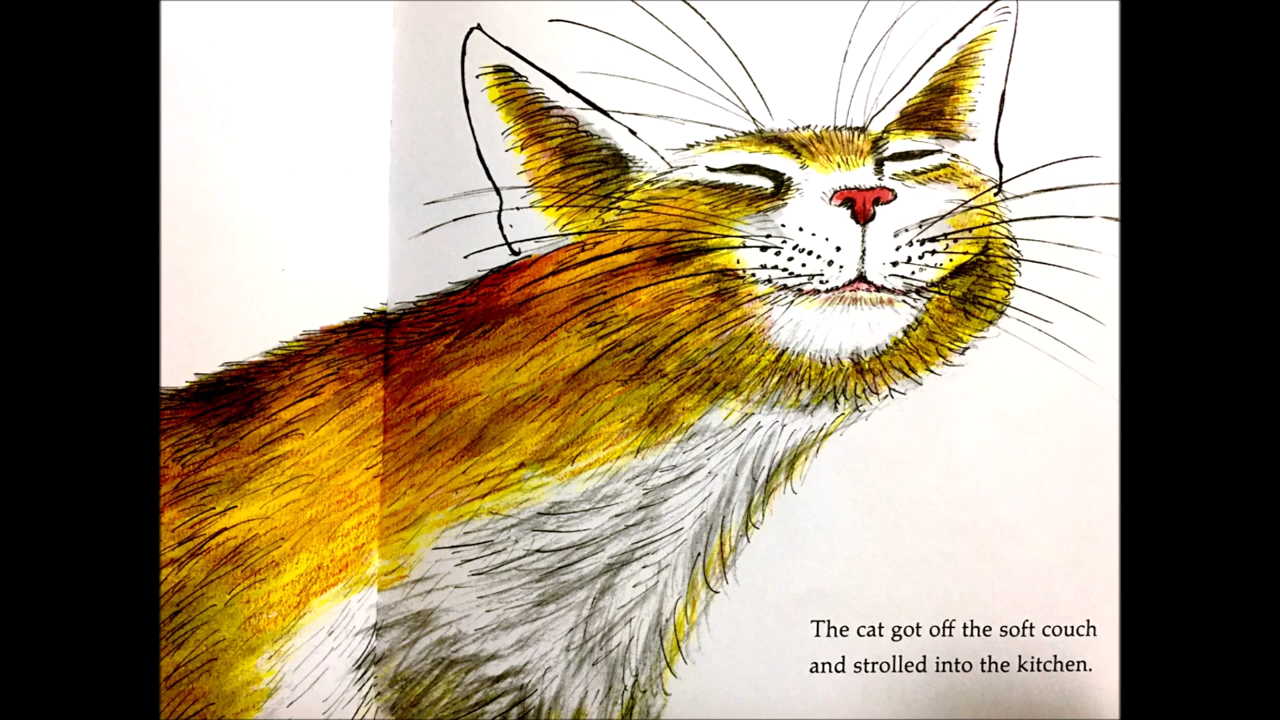 The cat got off the soft couch
and strolled into the kitchen.